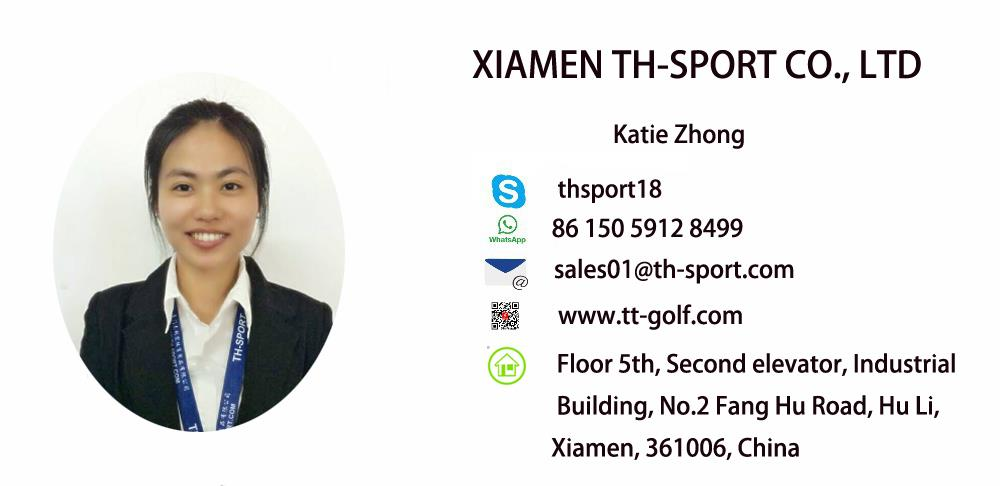 XIAMEN TH-SPORT CO., LTD
Katie Zhong
thsport18
WhatsApp
86 150 5912 8499
@
sales01@th-sport.com
www.tt-golf.com
Floor 5th, Second elevator, Industrial
Building, No.2 Fang Hu Road, Hu Li,
Xiamen, 361006, China
TH-SPORT